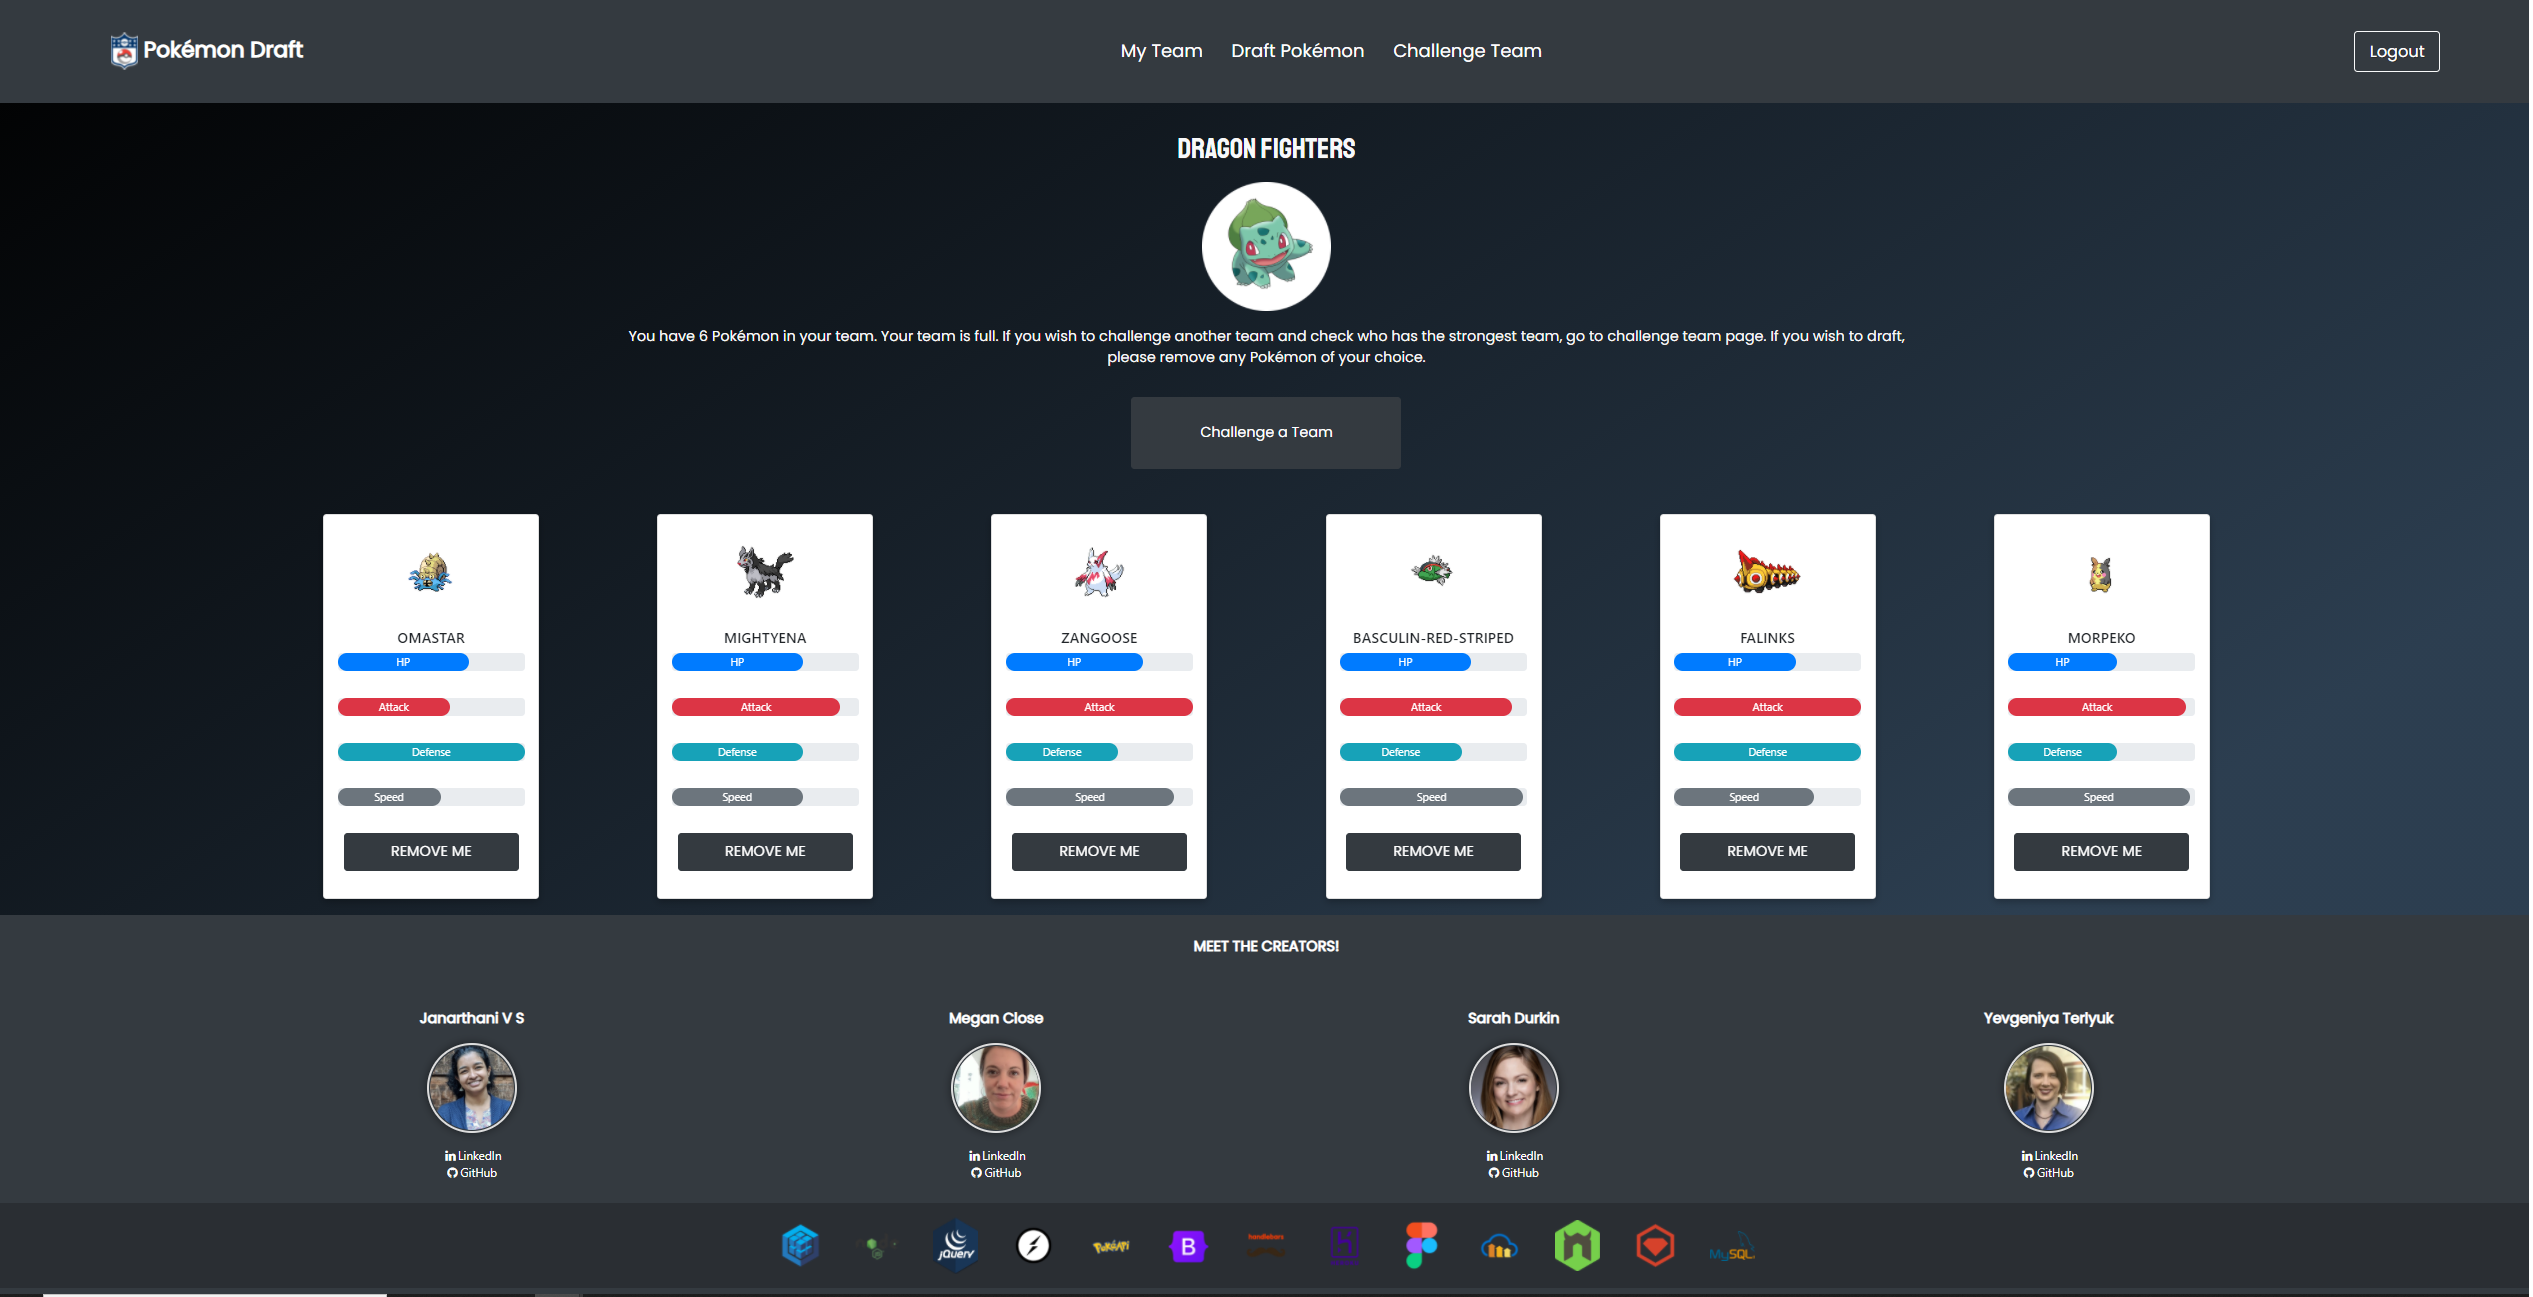 Pokémon Draft
My Team Draft Pokémon Challenge Team
Logout
DRAGON FIGHTERS
You have 6 Pokémon in your team. Your team is full. If you wish to challenge another team and check who has the strongest team, go to challenge team page. If you wish to draft,
please remove any Pokémon of your choice.
Challenge a Team
OMASTAR
HP
Attack
Defense
Speed
REMOVE ME
MIGHTYENA
HP
Attack
Defense
Speed
REMOVE ME
ZANGOOSE
HP
Attack
Defense
Speed
REMOVE ME
BASCULIN-RED-STRIPED
HP
Attack
Defense
Speed
REMOVE ME
FALINKS
HP
Attack
Defense
Speed
REMOVE ME
MORPEKO
HP
Attack
Defense
Speed
REMOVE ME
MEET THE CREATORS!
Janarthani V S
LinkedIn
GitHub
Megan Close
LinkedIn
GitHub
Sarah Durkin
LinkedIn
GitHub
Yevgeniya Terlyuk
LinkedIn
GitHub
jQuery
PokéAPI
B
handlebars
MySQL